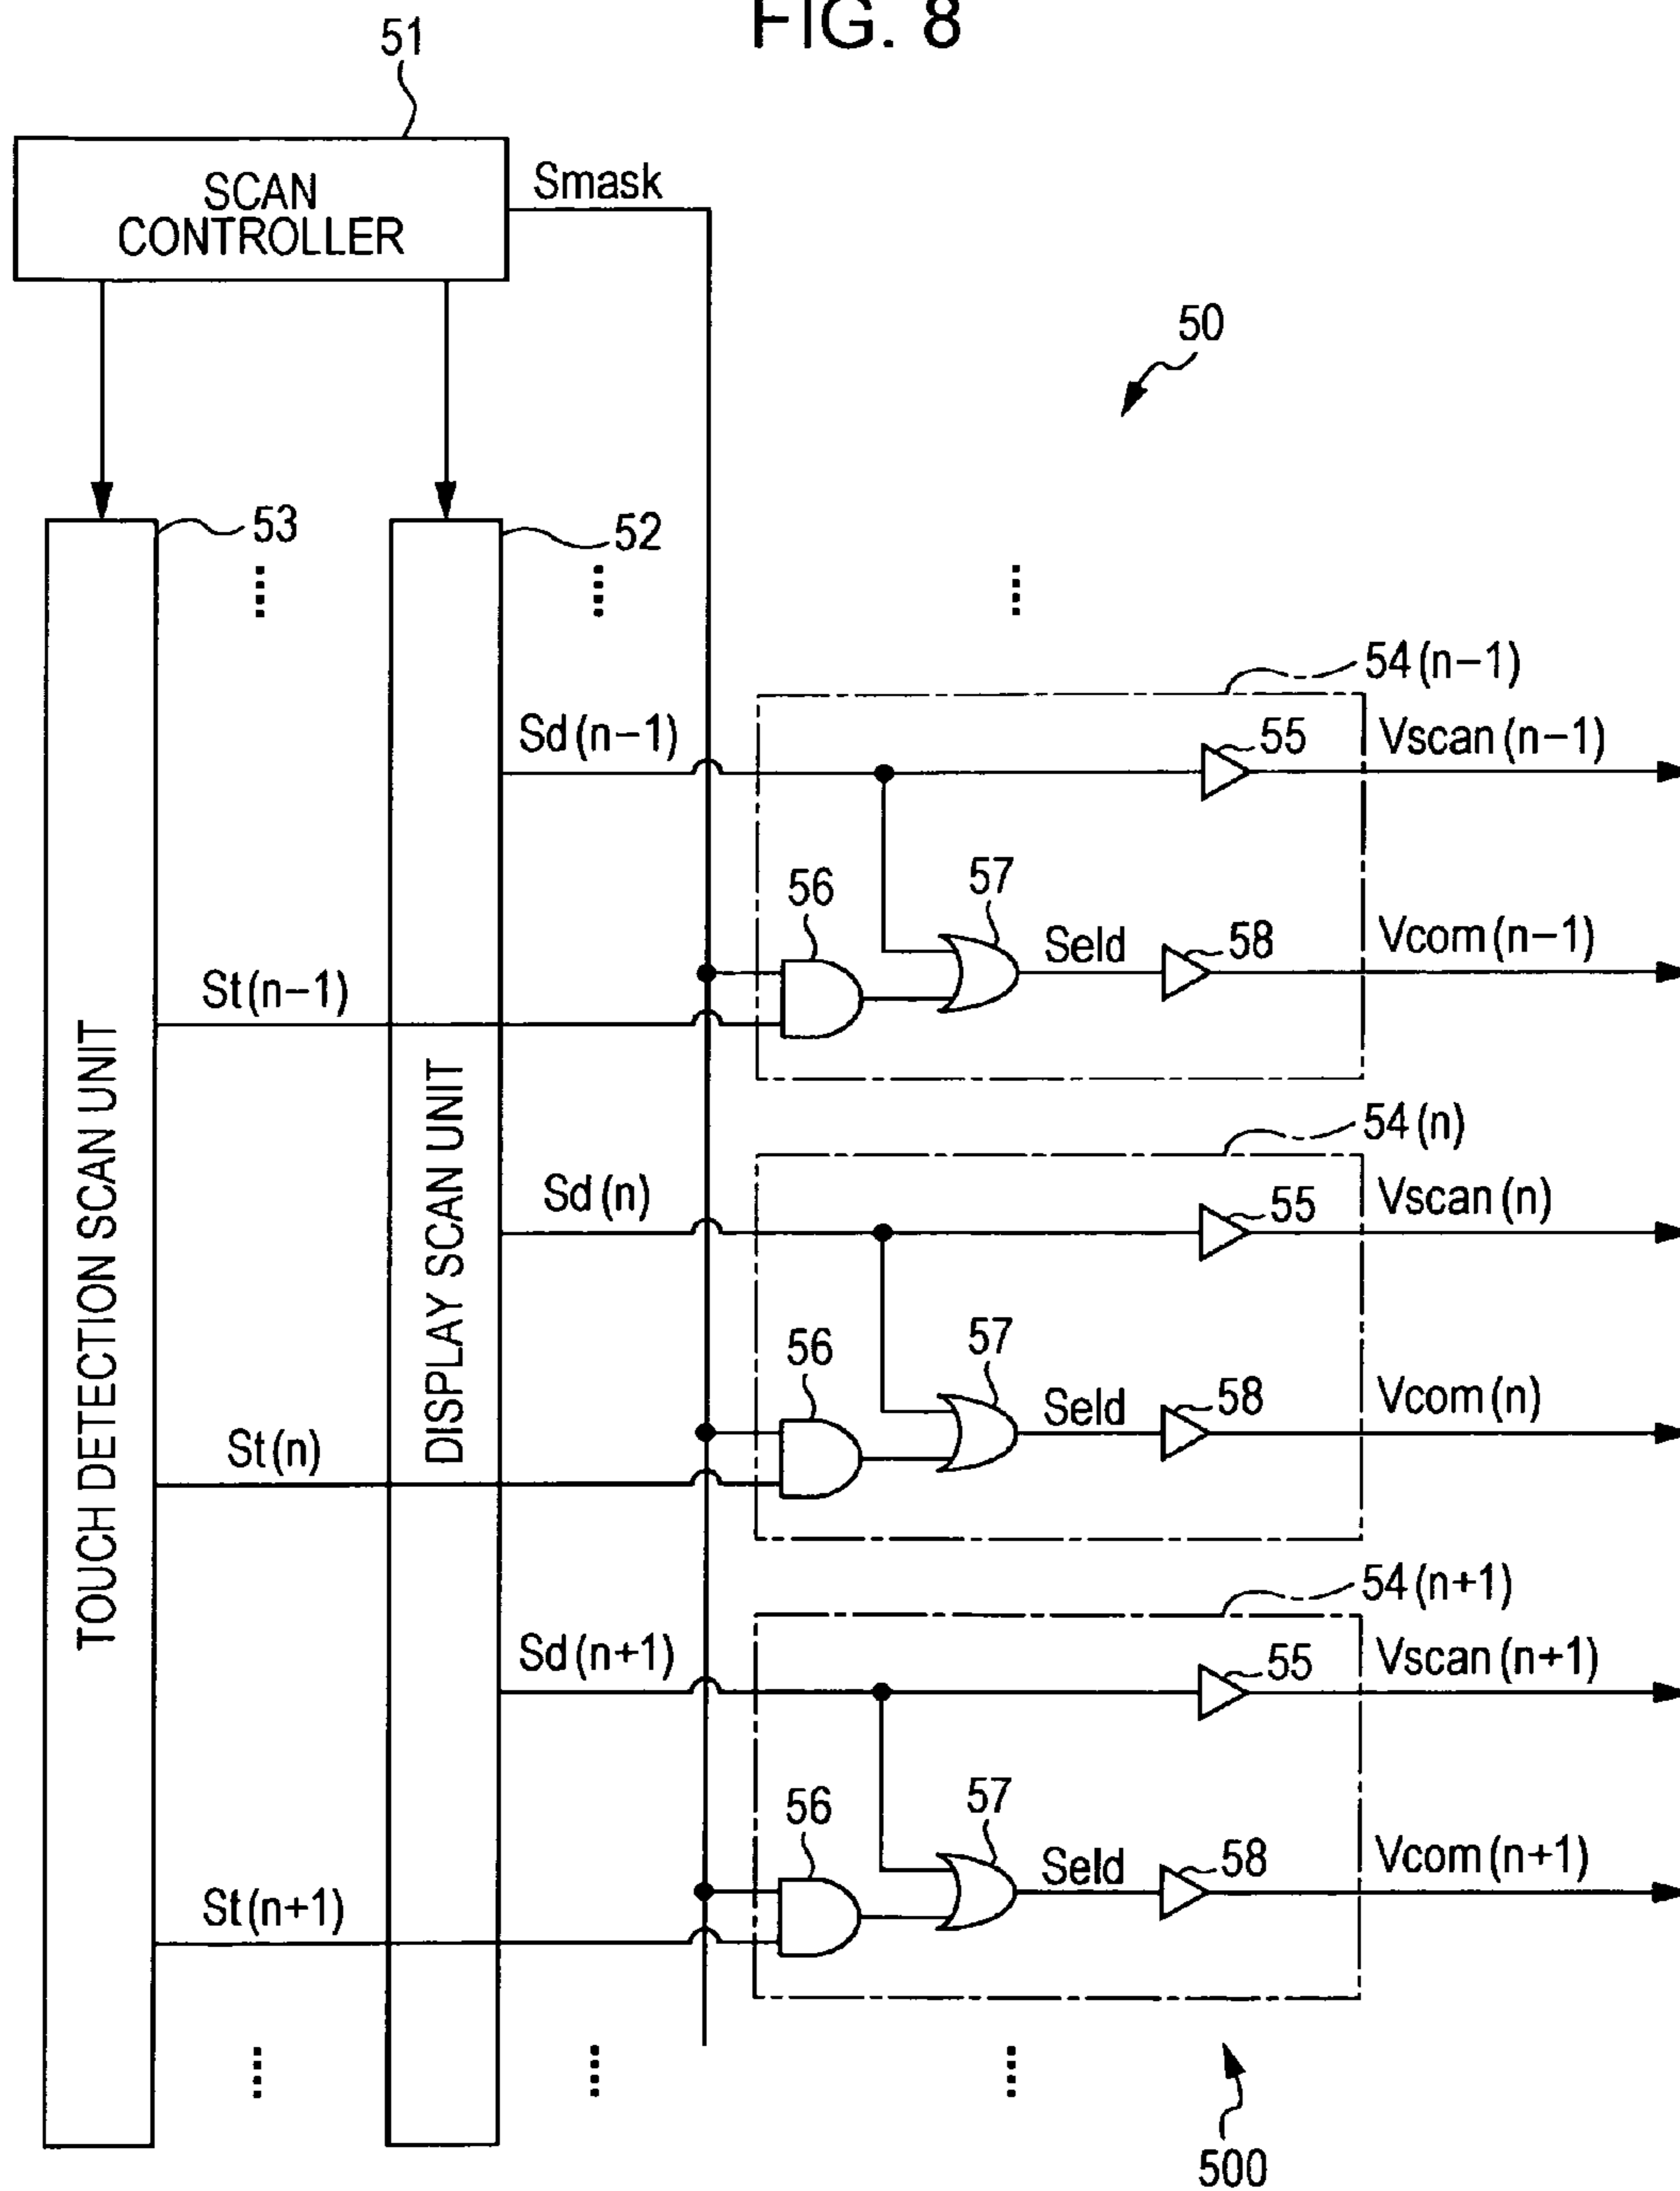 FIG. 8
51
SCAN
CONTROLLER
Smask
50
53
52
54(n-1)
Sd(n-1)
55
Vscan(n-1)
56
57
Seld
58
Vcom(n-1)
St(n-1)
TOUCH DETECTION SCAN UNIT
DISPLAY SCAN UNIT
54(n)
Sd(n)
55
Vscan(n)
56
57
Seld
58
Vcom(n)
St(n)
54(n+1)
Sd(n+1)
55
Vscan(n+1)
56
57
Seld
58
Vcom(n+1)
St(n+1)
500